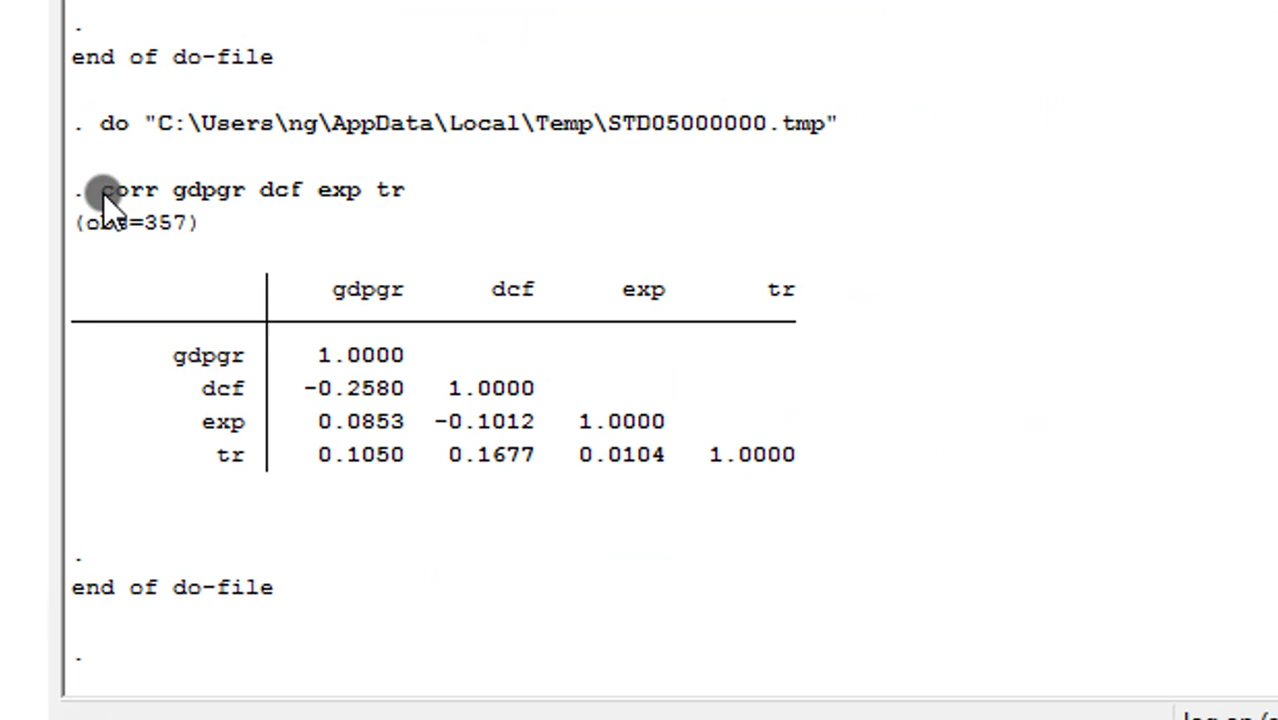 .
end of do-file
. do "C:\Users\ng\AppData\Local\Temp\STD05000000.tmp"
. corr gdpgr dcf exp tr
(obs=357)
gdpgr dcf exp tr
gdpgr 1.0000
dcf -0.2580 1.0000
exp 0.0853 -0.1012 1.0000
tr 0.1050 0.1677 0.0104 1.0000
.
end of do-file
.